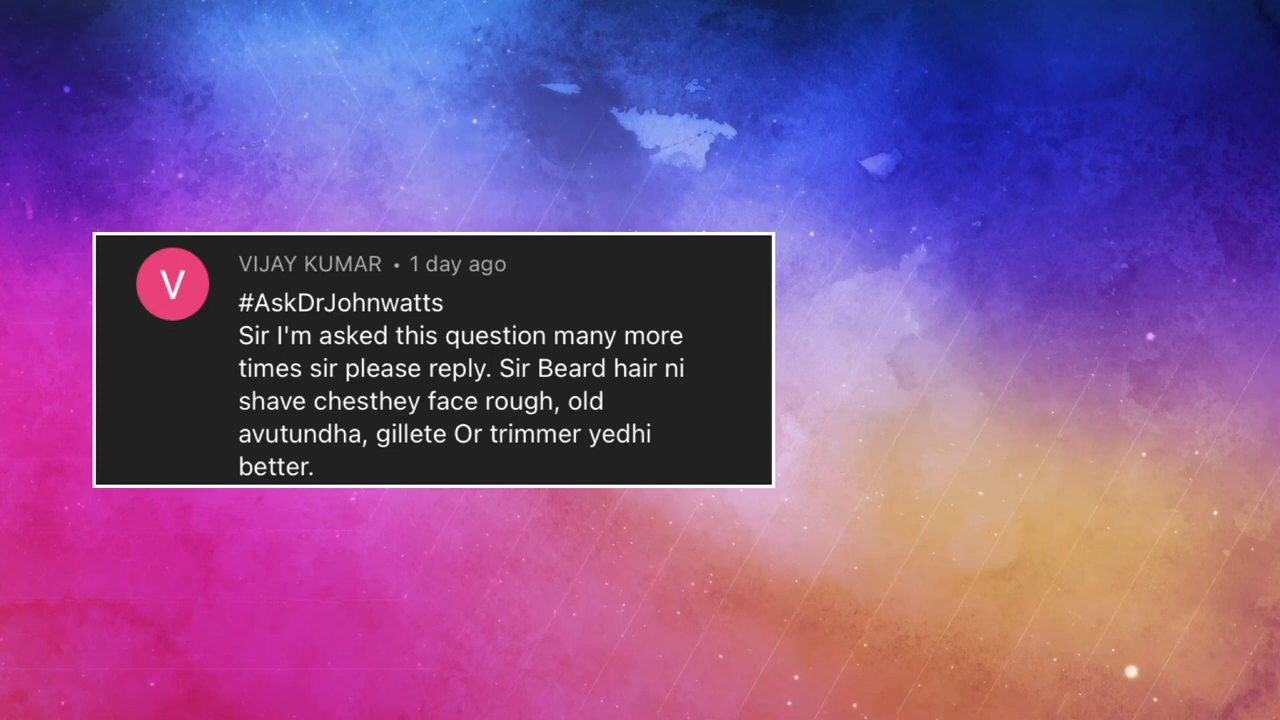 V
VIJAY KUMAR • 1 day ago
#AskDrJohnwatts
Sir I'm asked this question many more
times sir please reply. Sir Beard hair ni
shave chesthey face rough, old
avutundha, gillete Or trimmer yedhi
better.